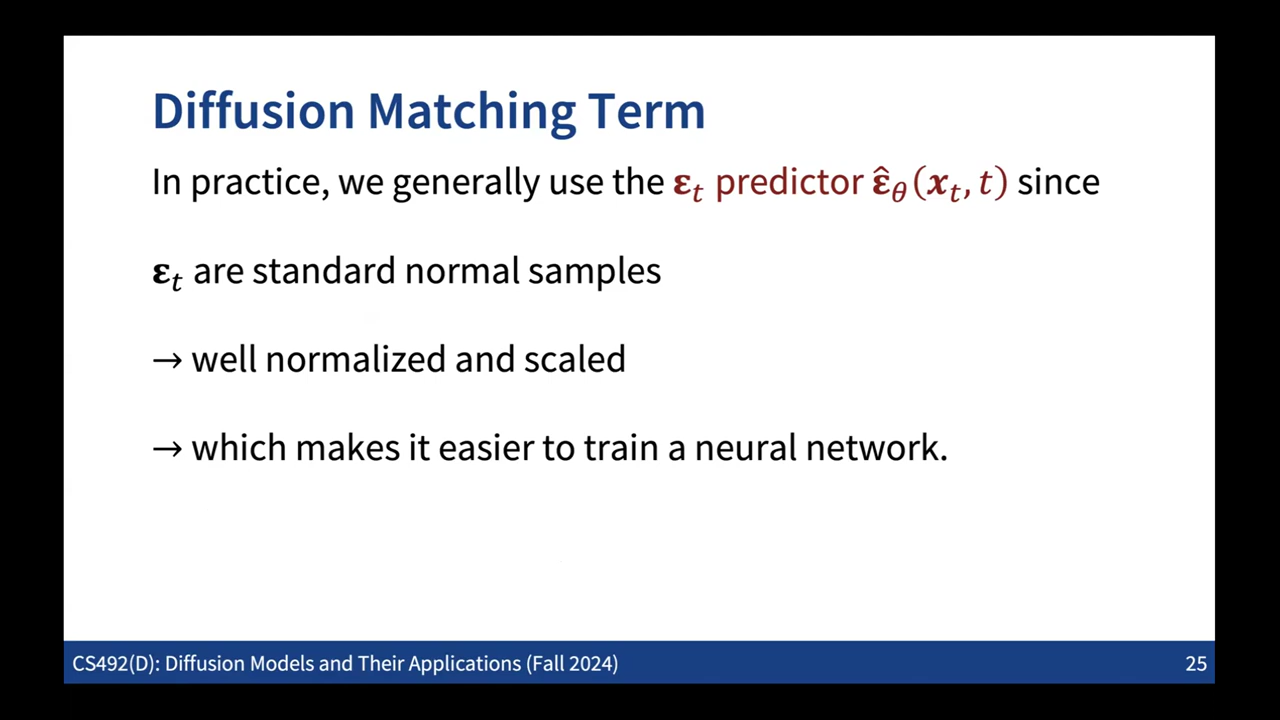 Diffusion Matching Term
In practice, we generally use the 𝛆ₜ predictor 𝛆̂_θ(𝒙ₜ, t) since
𝛆ₜ are standard normal samples
→ well normalized and scaled
→ which makes it easier to train a neural network.
CS492(D): Diffusion Models and Their Applications (Fall 2024) 25